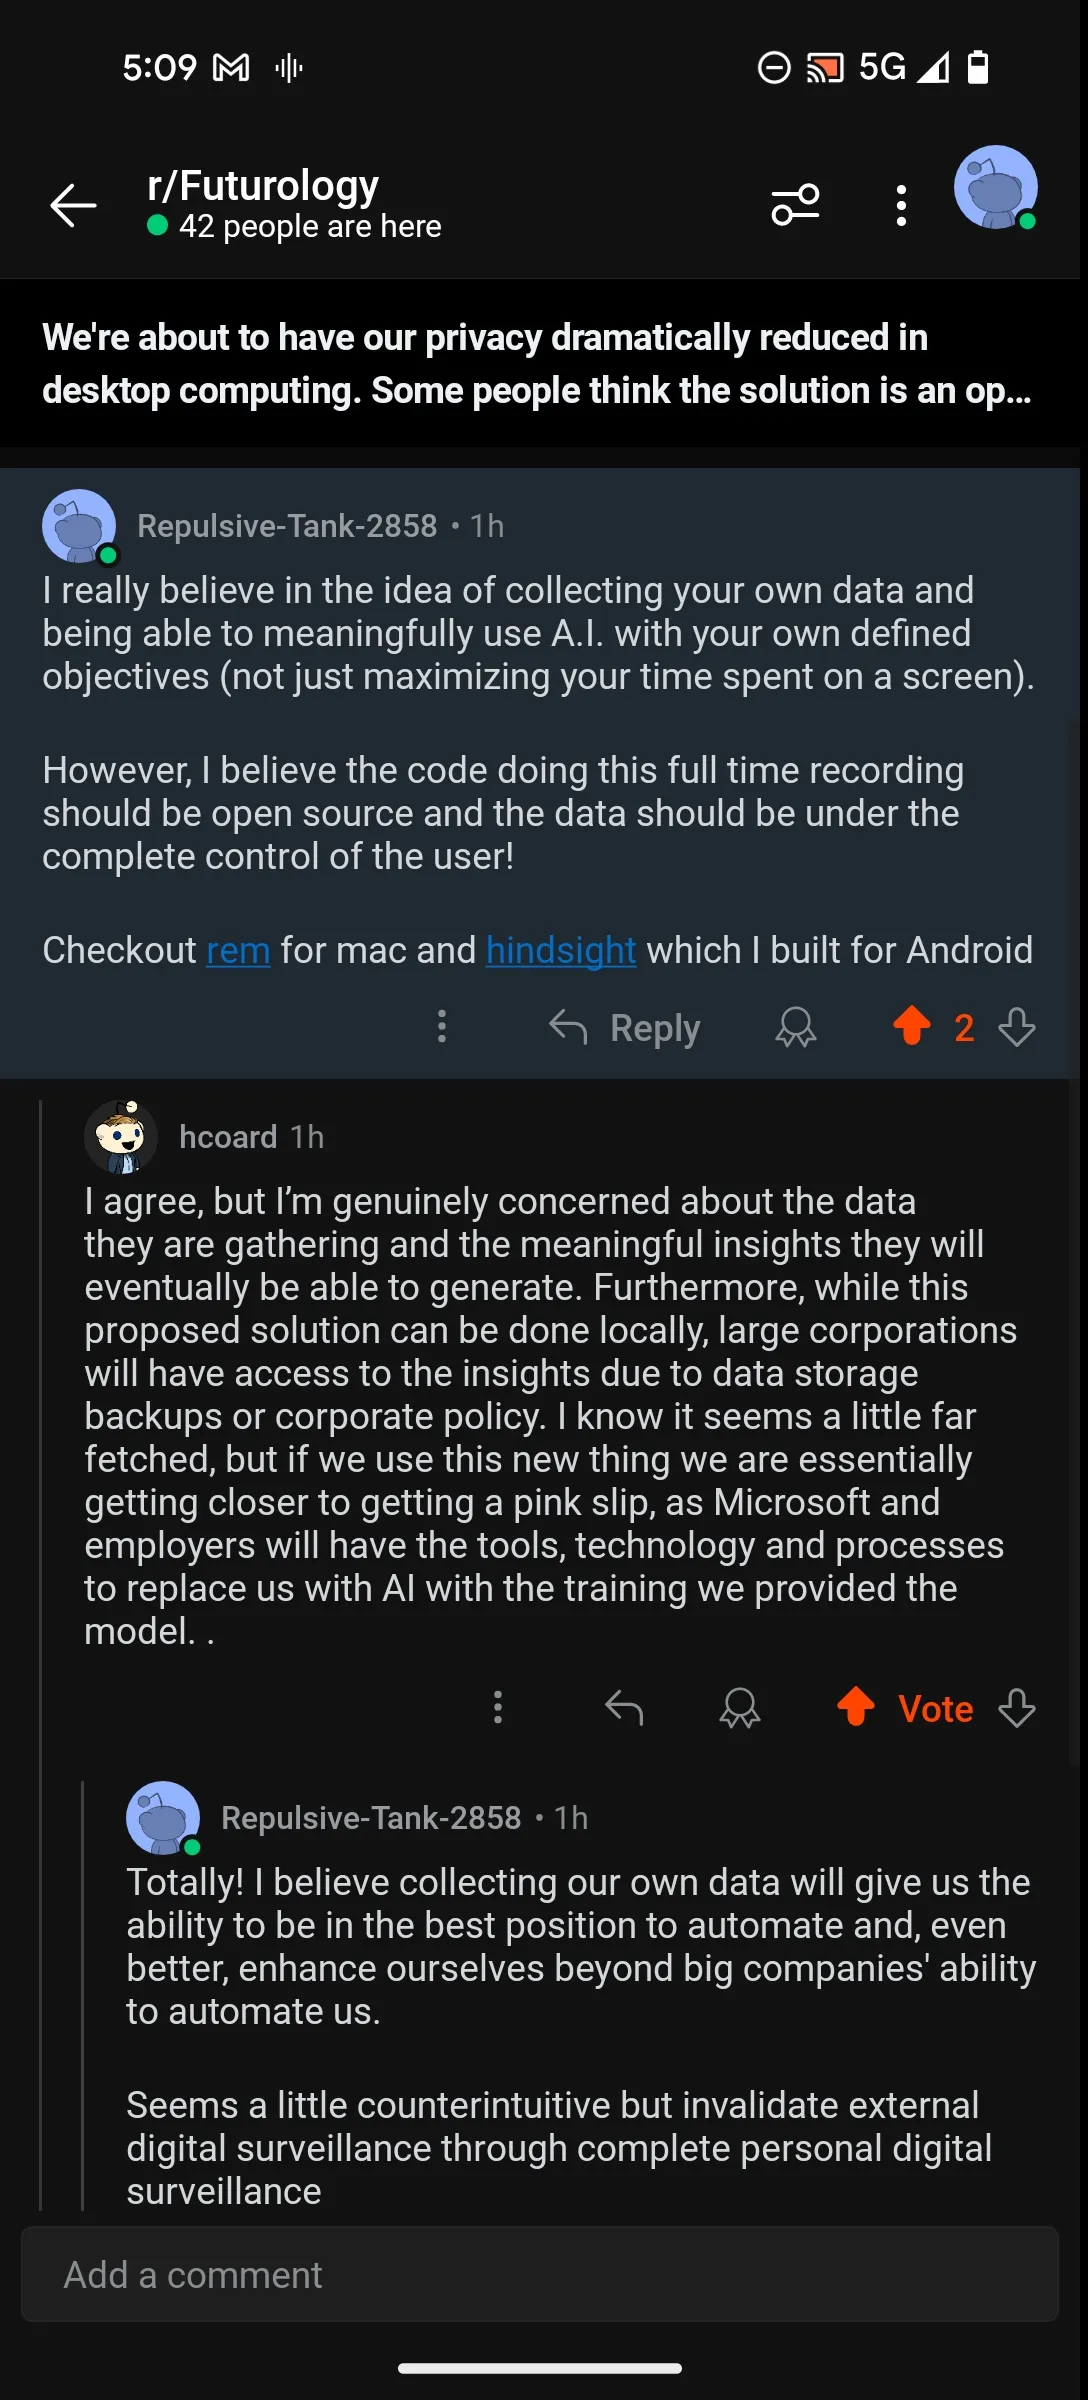 5:09
5G
r/Futurology
42 people are here
We're about to have our privacy dramatically reduced in
desktop computing. Some people think the solution is an op...
Repulsive-Tank-2858 • 1h
I really believe in the idea of collecting your own data and
being able to meaningfully use A.I. with your own defined
objectives (not just maximizing your time spent on a screen).
However, I believe the code doing this full time recording
should be open source and the data should be under the
complete control of the user!
Checkout rem for mac and hindsight which I built for Android
Reply 2
hcoard 1h
I agree, but I’m genuinely concerned about the data
they are gathering and the meaningful insights they will
eventually be able to generate. Furthermore, while this
proposed solution can be done locally, large corporations
will have access to the insights due to data storage
backups or corporate policy. I know it seems a little far
fetched, but if we use this new thing we are essentially
getting closer to getting a pink slip, as Microsoft and
employers will have the tools, technology and processes
to replace us with AI with the training we provided the
model. .
Vote
Repulsive-Tank-2858 • 1h
Totally! I believe collecting our own data will give us the
ability to be in the best position to automate and, even
better, enhance ourselves beyond big companies' ability
to automate us.
Seems a little counterintuitive but invalidate external
digital surveillance through complete personal digital
surveillance
Add a comment